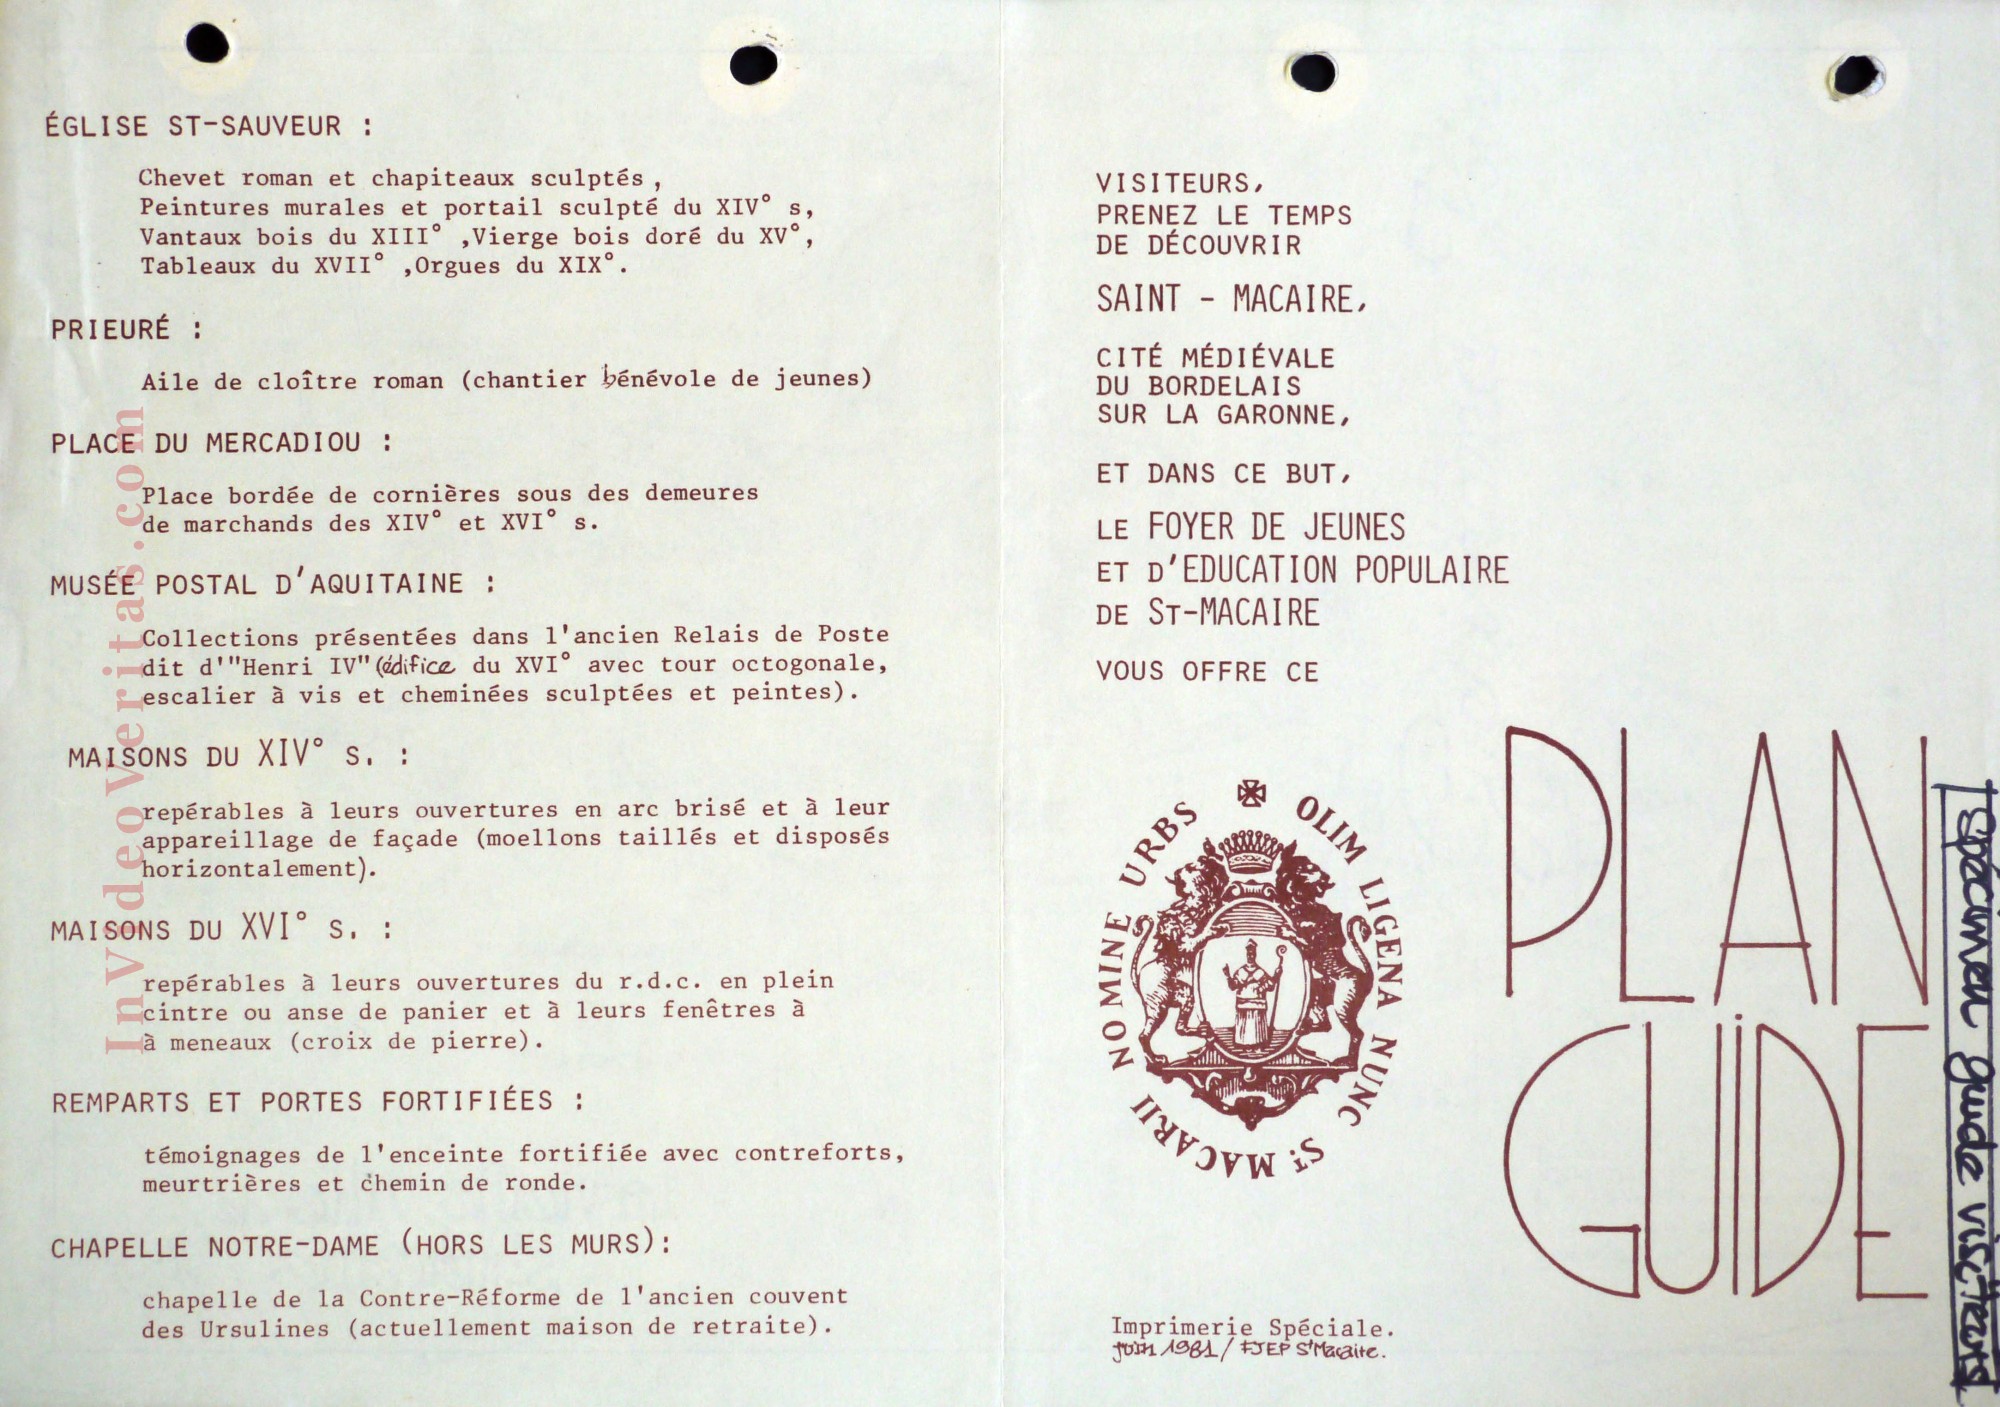 ÉGLISE ST-SAUVEUR :
Chevet roman et chapiteaux sculptés,
Peintures murales et portail sculpté du XIV° s,
Vantaux bois du XIII° ,Vierge bois doré du XV°,
Tableaux du XVII° ,Orgues du XIX°.
PRIEURÉ :
Aile de cloître roman (chantier bénévole de jeunes)
PLACE DU MERCADIOU :
Place bordée de cornières sous des demeures
de marchands des XIV° et XVI° s.
MUSÉE POSTAL D'AQUITAINE :
Collections présentées dans l'ancien Relais de Poste
dit d'"Henri IV"(édifice du XVI° avec tour octogonale,
escalier à vis et cheminées sculptées et peintes).
MAISONS DU XIV° S. :
repérables à leurs ouvertures en arc brisé et à leur
appareillage de façade (moellons taillés et disposés
horizontalement).
MAISONS DU XVI° S. :
repérables à leurs ouvertures du r.d.c. en plein
cintre ou anse de panier et à leurs fenêtres à
à meneaux (croix de pierre).
REMPARTS ET PORTES FORTIFIÉES :
témoignages de l'enceinte fortifiée avec contreforts,
meurtrières et chemin de ronde.
CHAPELLE NOTRE-DAME (HORS LES MURS):
chapelle de la Contre-Réforme de l'ancien couvent
des Ursulines (actuellement maison de retraite).
InVideoVeritas.com
VISITEURS,
PRENEZ LE TEMPS
DE DÉCOUVRIR
SAINT - MACAIRE,
CITÉ MÉDIÉVALE
DU BORDELAIS
SUR LA GARONNE,
ET DANS CE BUT,
LE FOYER DE JEUNES
ET D'EDUCATION POPULAIRE
DE ST-MACAIRE
VOUS OFFRE CE
PLAN
GUIDE
OLIM LIGENA NUNC ST. MACARII NOMINE URBS
Imprimerie Spéciale.
juin 1981 / FJEP St Macaire.
Spécimen guide visiteurs